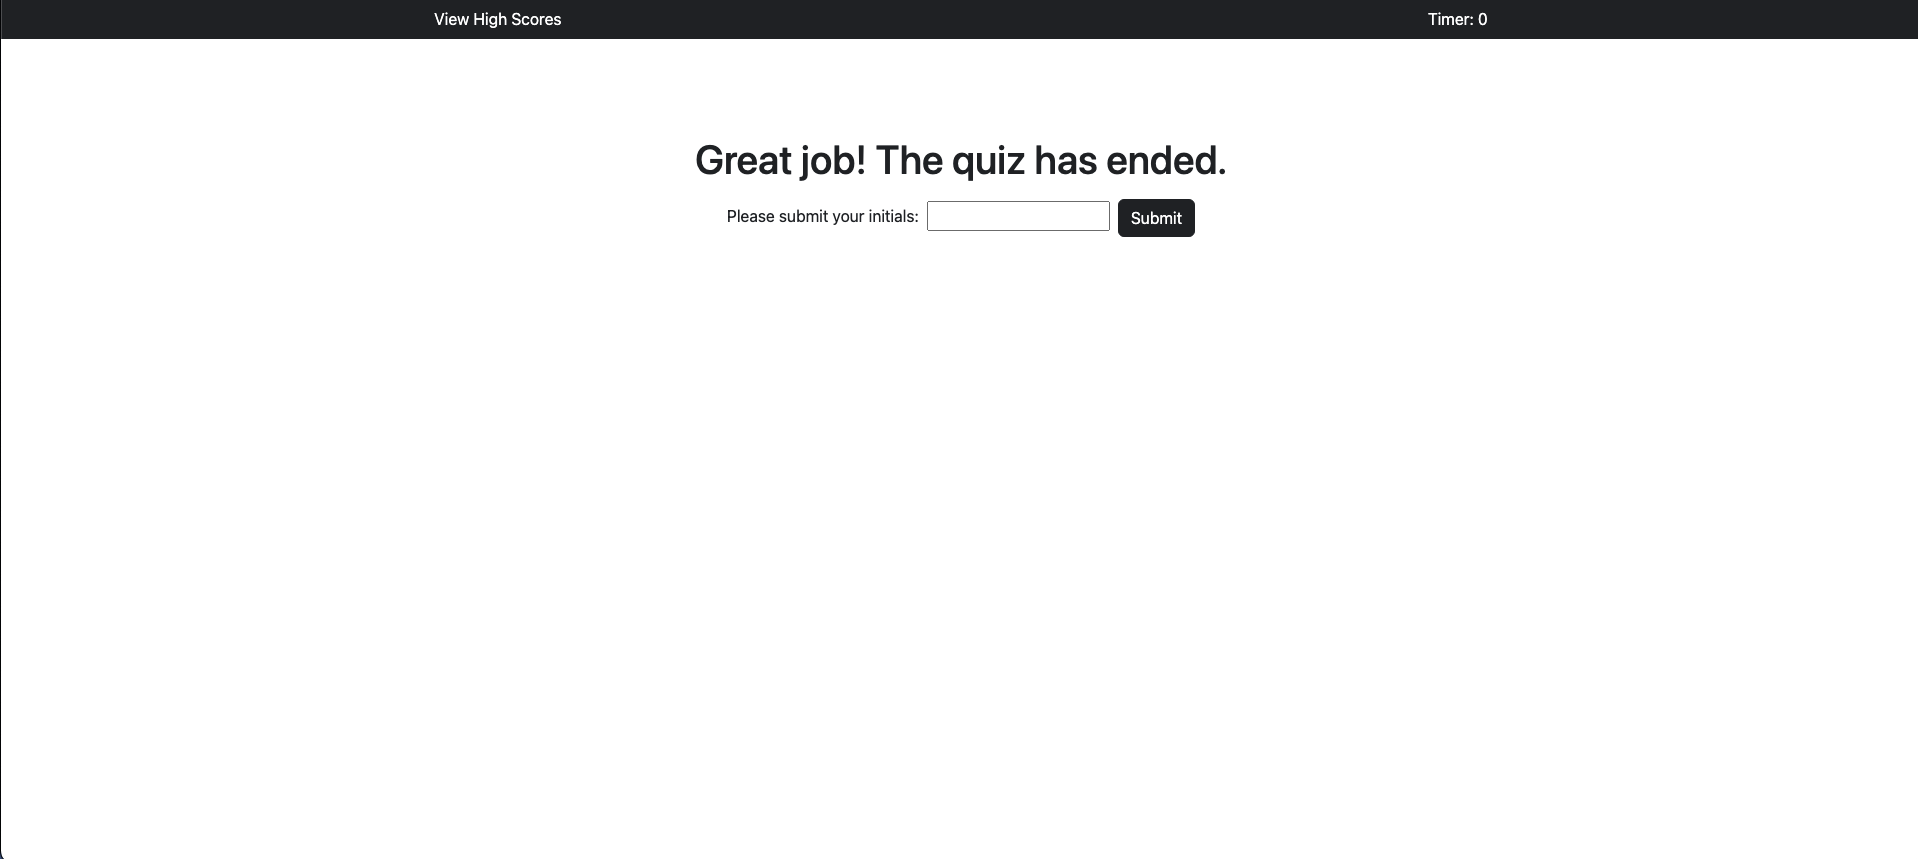 View High Scores
Timer: 0
Great job! The quiz has ended.
Please submit your initials:
Submit